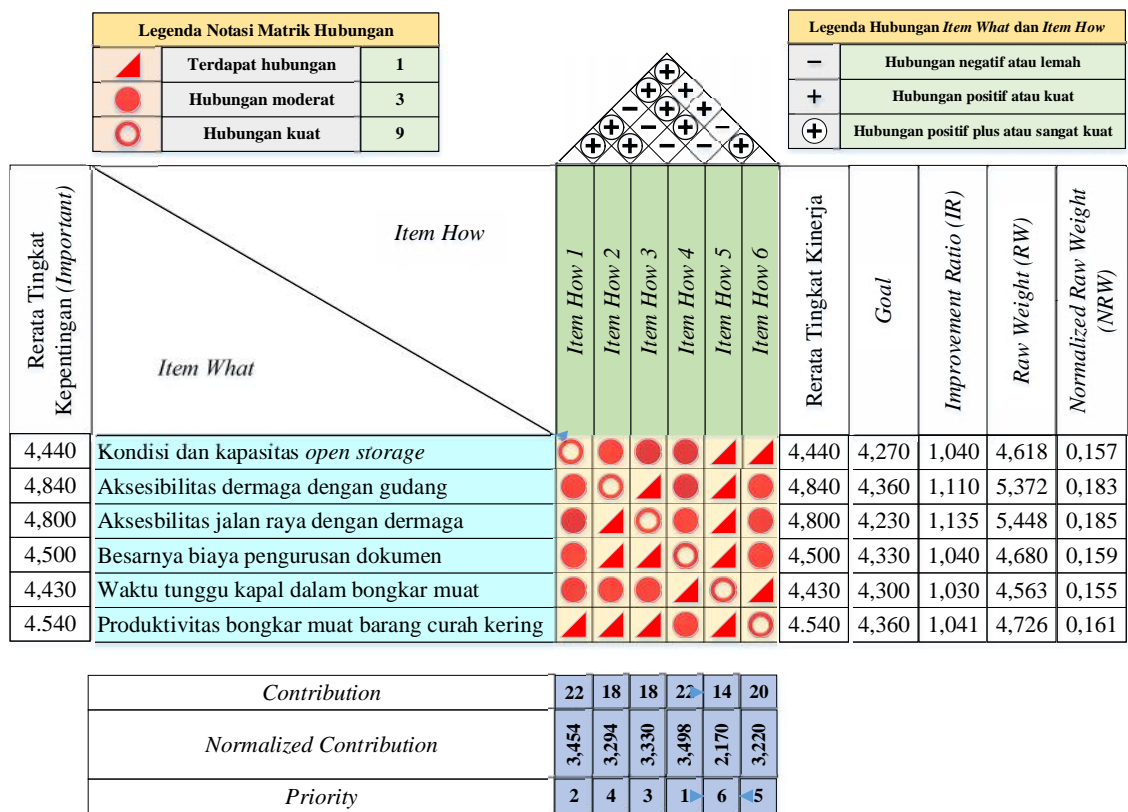 Legenda Notasi Matrik Hubungan
Terdapat hubungan 1
Hubungan moderat 3
Hubungan kuat 9
Legenda Hubungan Item What dan Item How
− Hubungan negatif atau lemah
+ Hubungan positif atau kuat
+ Hubungan positif plus atau sangat kuat
+
+ +
− + +
+ − + −
+ + − − +
Rerata Tingkat
Kepentingan (Important)
Item How
Item What
Item How 1
Item How 2
Item How 3
Item How 4
Item How 5
Item How 6
Rerata Tingkat Kinerja
Goal
Improvement Ratio (IR)
Raw Weight (RW)
Normalized Raw Weight
(NRW)
4,440 Kondisi dan kapasitas open storage 4,440 4,270 1,040 4,618 0,157
4,840 Aksesibilitas dermaga dengan gudang 4,840 4,360 1,110 5,372 0,183
4,800 Aksesbilitas jalan raya dengan dermaga 4,800 4,230 1,135 5,448 0,185
4,500 Besarnya biaya pengurusan dokumen 4,500 4,330 1,040 4,680 0,159
4,430 Waktu tunggu kapal dalam bongkar muat 4,430 4,300 1,030 4,563 0,155
4.540 Produktivitas bongkar muat barang curah kering 4.540 4,360 1,041 4,726 0,161
Contribution 22 18 18 22 14 20
Normalized Contribution 3,454 3,294 3,330 3,498 2,170 3,220
Priority 2 4 3 1 6 5